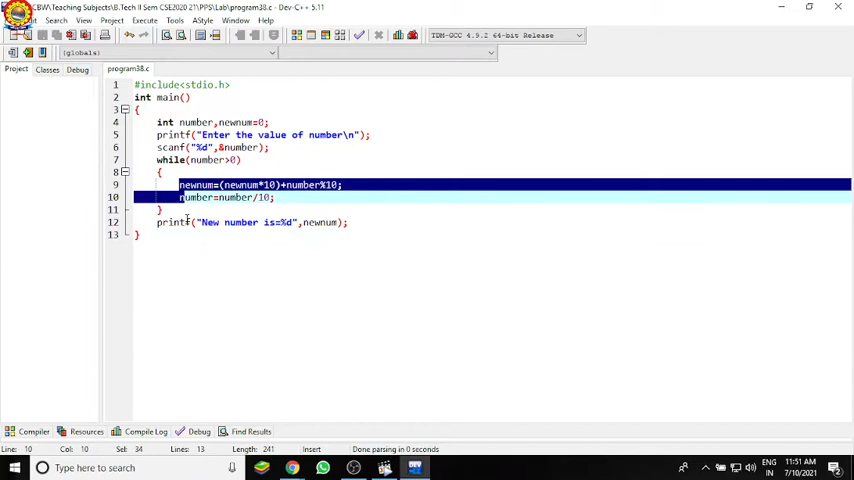 CBW\Teaching Subjects\B.Tech II Sem CSE2020 21\PPS\Lab\program38.c - Dev-C++ 5.11
Edit Search View Project Execute Tools AStyle Window Help
TDM-GCC 4.9.2 64-bit Release
(globals)
Project Classes Debug program38.c
1 #include<stdio.h>
2 int main()
3 {
4 int number,newnum=0;
5 printf("Enter the value of number\n");
6 scanf("%d",&number);
7 while(number>0)
8 {
9 newnum=(newnum*10)+number%10;
10 number=number/10;
11 }
12 printf("New number is=%d",newnum);
13 }
Compiler Resources Compile Log Debug Find Results
Line: 10 Col: 10 Sel: 34 Lines: 13 Length: 241 Insert Done parsing in 0 seconds
Type here to search
DEV
ENG 11:51 AM
IN 7/10/2021
2